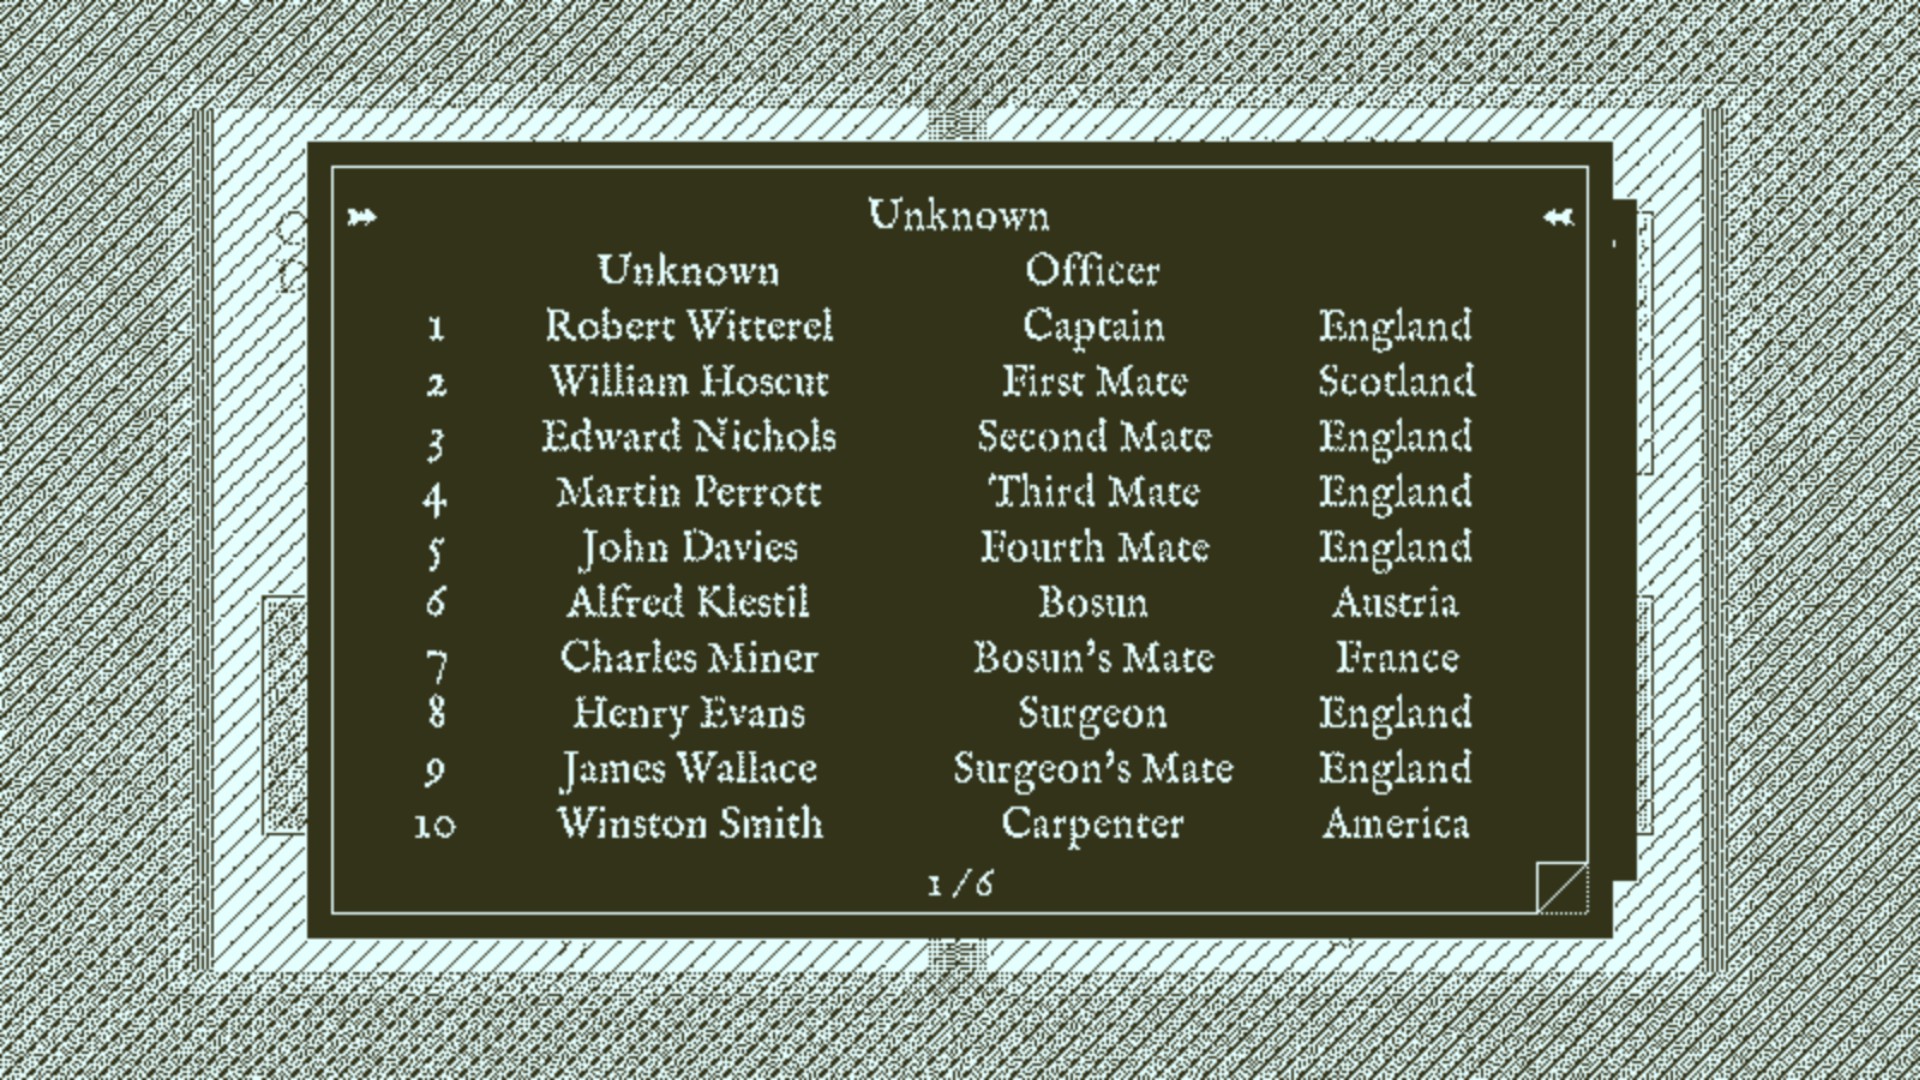 Unknown
Unknown Officer
1 Robert Witterel Captain England
2 William Hoscut First Mate Scotland
3 Edward Nichols Second Mate England
4 Martin Perrott Third Mate England
5 John Davies Fourth Mate England
6 Alfred Klestil Bosun Austria
7 Charles Miner Bosun's Mate France
8 Henry Evans Surgeon England
9 James Wallace Surgeon's Mate England
10 Winston Smith Carpenter America
1/6